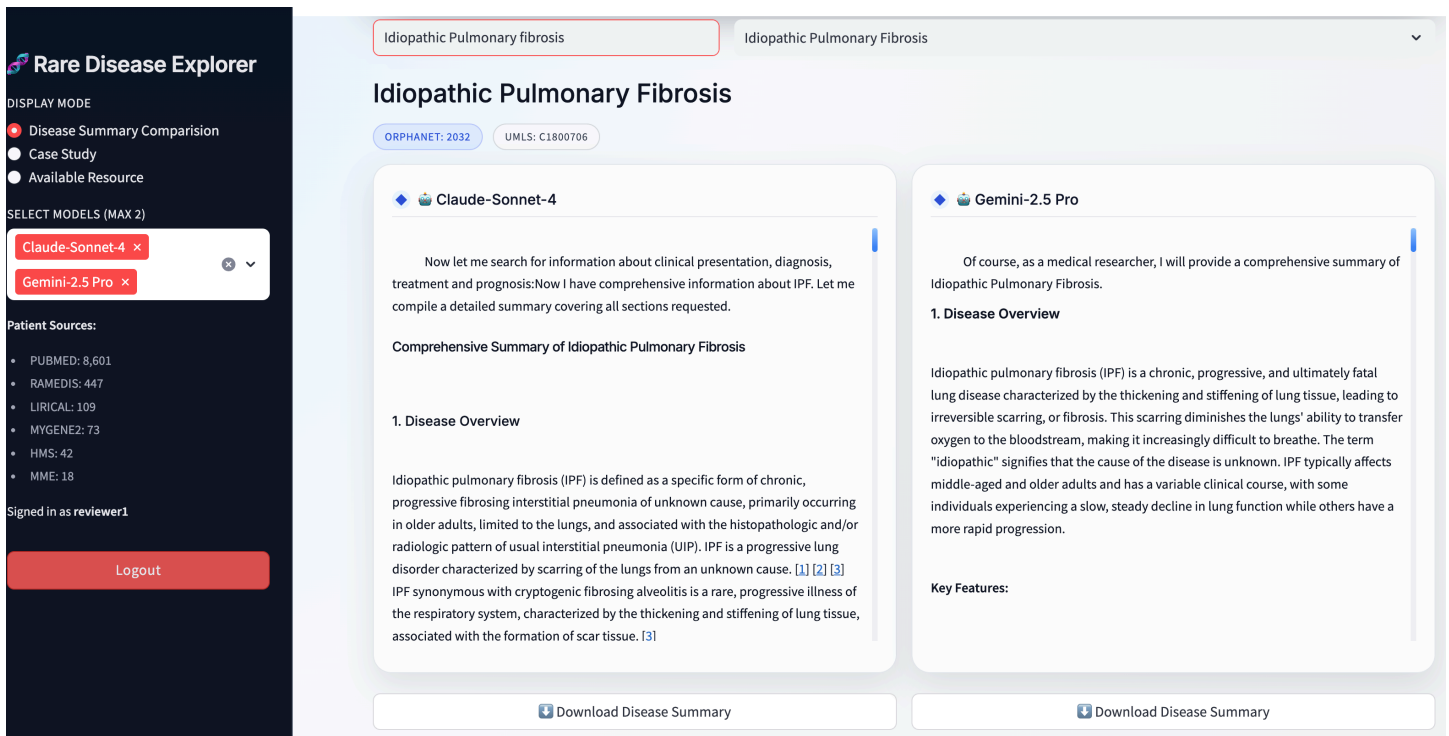 Rare Disease Explorer
DISPLAY MODE
Disease Summary Comparision
Case Study
Available Resource
SELECT MODELS (MAX 2)
Claude-Sonnet-4 ×
Gemini-2.5 Pro ×
Patient Sources:
PUBMED: 8,601
RAMEDIS: 447
LIRICAL: 109
MYGENE2: 73
HMS: 42
MME: 18
Signed in as reviewer1
Logout
Idiopathic Pulmonary fibrosis
Idiopathic Pulmonary Fibrosis
Idiopathic Pulmonary Fibrosis
ORPHANET: 2032
UMLS: C1800706
Claude-Sonnet-4
Now let me search for information about clinical presentation, diagnosis,
treatment and prognosis:Now I have comprehensive information about IPF. Let me
compile a detailed summary covering all sections requested.
Comprehensive Summary of Idiopathic Pulmonary Fibrosis
1. Disease Overview
Idiopathic pulmonary fibrosis (IPF) is defined as a specific form of chronic,
progressive fibrosing interstitial pneumonia of unknown cause, primarily occurring
in older adults, limited to the lungs, and associated with the histopathologic and/or
radiologic pattern of usual interstitial pneumonia (UIP). IPF is a progressive lung
disorder characterized by scarring of the lungs from an unknown cause. [1] [2] [3]
IPF synonymous with cryptogenic fibrosing alveolitis is a rare, progressive illness of
the respiratory system, characterized by the thickening and stiffening of lung tissue,
associated with the formation of scar tissue. [3]
Download Disease Summary
Gemini-2.5 Pro
Of course, as a medical researcher, I will provide a comprehensive summary of
Idiopathic Pulmonary Fibrosis.
1. Disease Overview
Idiopathic pulmonary fibrosis (IPF) is a chronic, progressive, and ultimately fatal
lung disease characterized by the thickening and stiffening of lung tissue, leading to
irreversible scarring, or fibrosis. This scarring diminishes the lungs' ability to transfer
oxygen to the bloodstream, making it increasingly difficult to breathe. The term
"idiopathic" signifies that the cause of the disease is unknown. IPF typically affects
middle-aged and older adults and has a variable clinical course, with some
individuals experiencing a slow, steady decline in lung function while others have a
more rapid progression.
Key Features:
Download Disease Summary